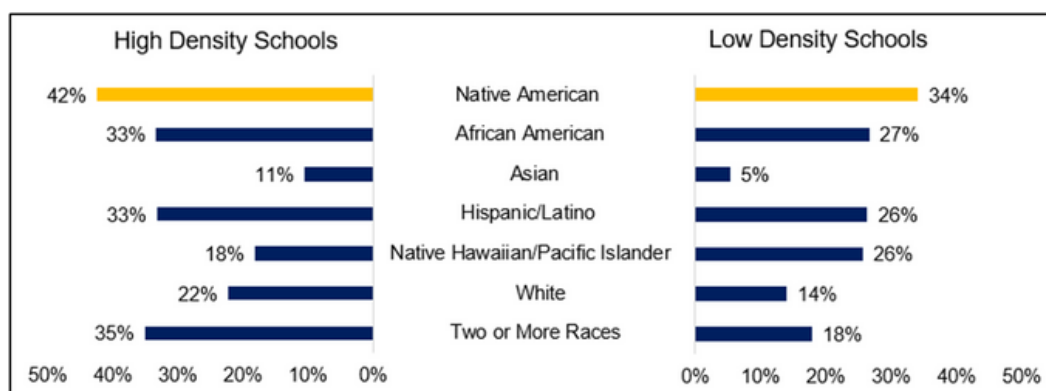 High Density Schools Low Density Schools
42% Native American 34%
33% African American 27%
11% Asian 5%
33% Hispanic/Latino 26%
18% Native Hawaiian/Pacific Islander 26%
22% White 14%
35% Two or More Races 18%
50% 40% 30% 20% 10% 0% 0% 10% 20% 30% 40% 50%